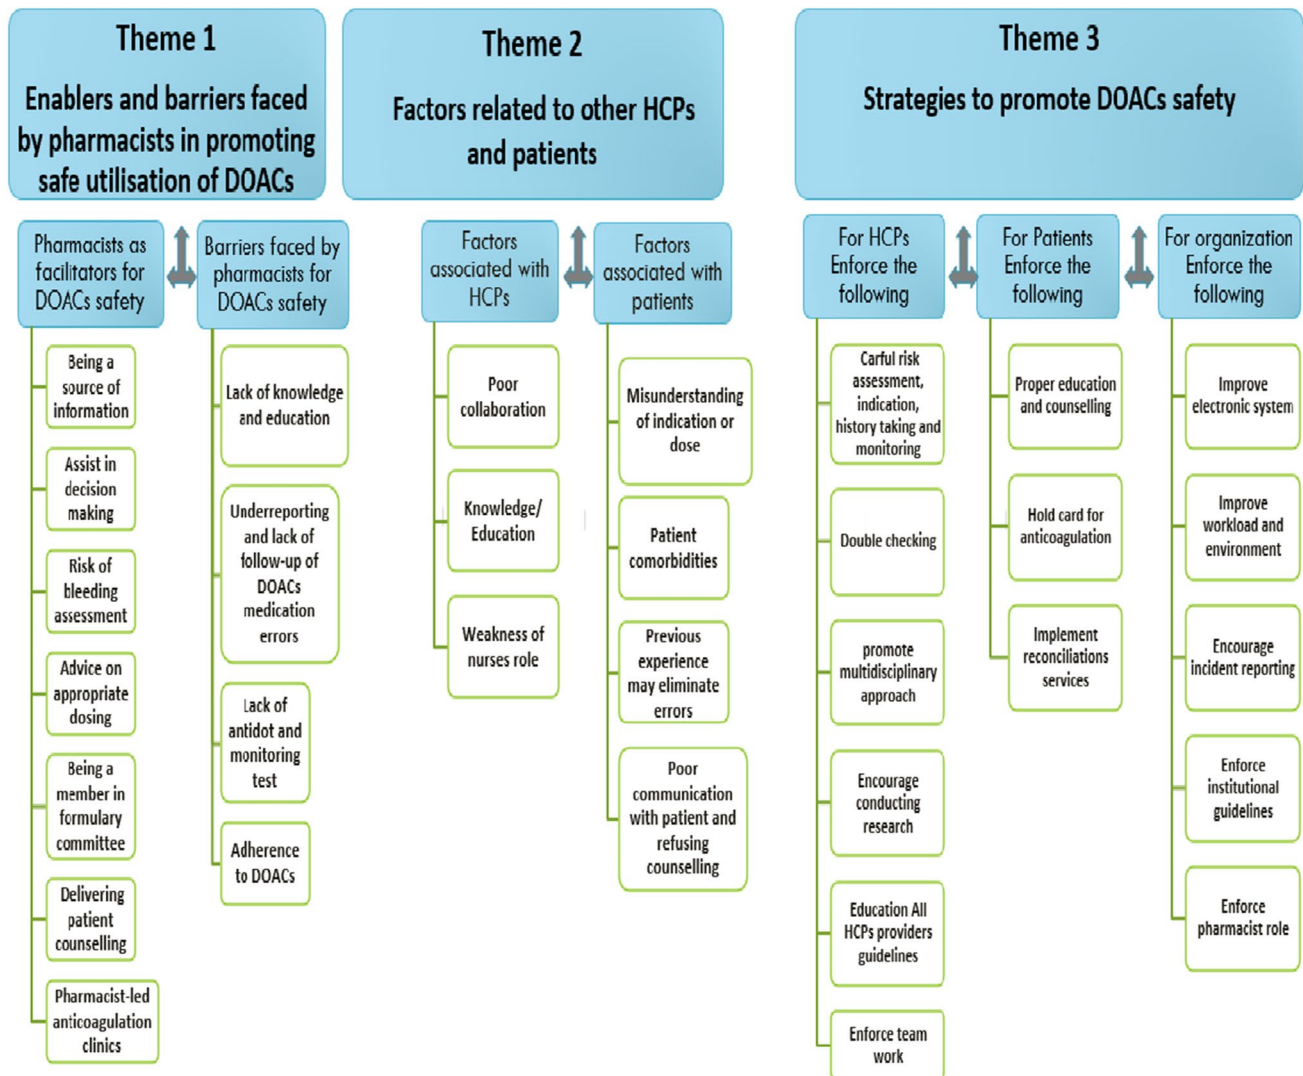 Theme 1
Enablers and barriers faced
by pharmacists in promoting
safe utilisation of DOACs
Pharmacists as
facilitators for
DOACs safety
Being a
source of
information
Assist in
decision
making
Risk of
bleeding
assessment
Advice on
appropriate
dosing
Being a
member in
formulary
committee
Delivering
patient
counselling
Pharmacist-led
anticoagulation
clinics
Barriers faced by
pharmacists for
DOACs safety
Lack of knowledge
and education
Underreporting
and lack of
follow-up of
DOACs
medication
errors
Lack of
antidot and
monitoring
test
Adherence
to DOACs
Theme 2
Factors related to other HCPs
and patients
Factors
associated with
HCPs
Poor
collaboration
Knowledge/
Education
Weakness of
nurses role
Factors
associated with
patients
Misunderstanding
of indication or
dose
Patient
comorbidities
Previous
experience
may eliminate
errors
Poor
communication
with patient and
refusing
counselling
Theme 3
Strategies to promote DOACs safety
For HCPs
Enforce the
following
Carful risk
assessment,
indication,
history taking and
monitoring
Double checking
promote
multidisciplinary
approach
Encourage
conducting
research
Education All
HCPs providers
guidelines
Enforce team
work
For Patients
Enforce the
following
Proper education
and counselling
Hold card for
anticoagulation
Implement
reconciliations
services
For organization
Enforce the
following
Improve
electronic system
Improve
workload and
environment
Encourage
incident reporting
Enforce
institutional
guidelines
Enforce
pharmacist role